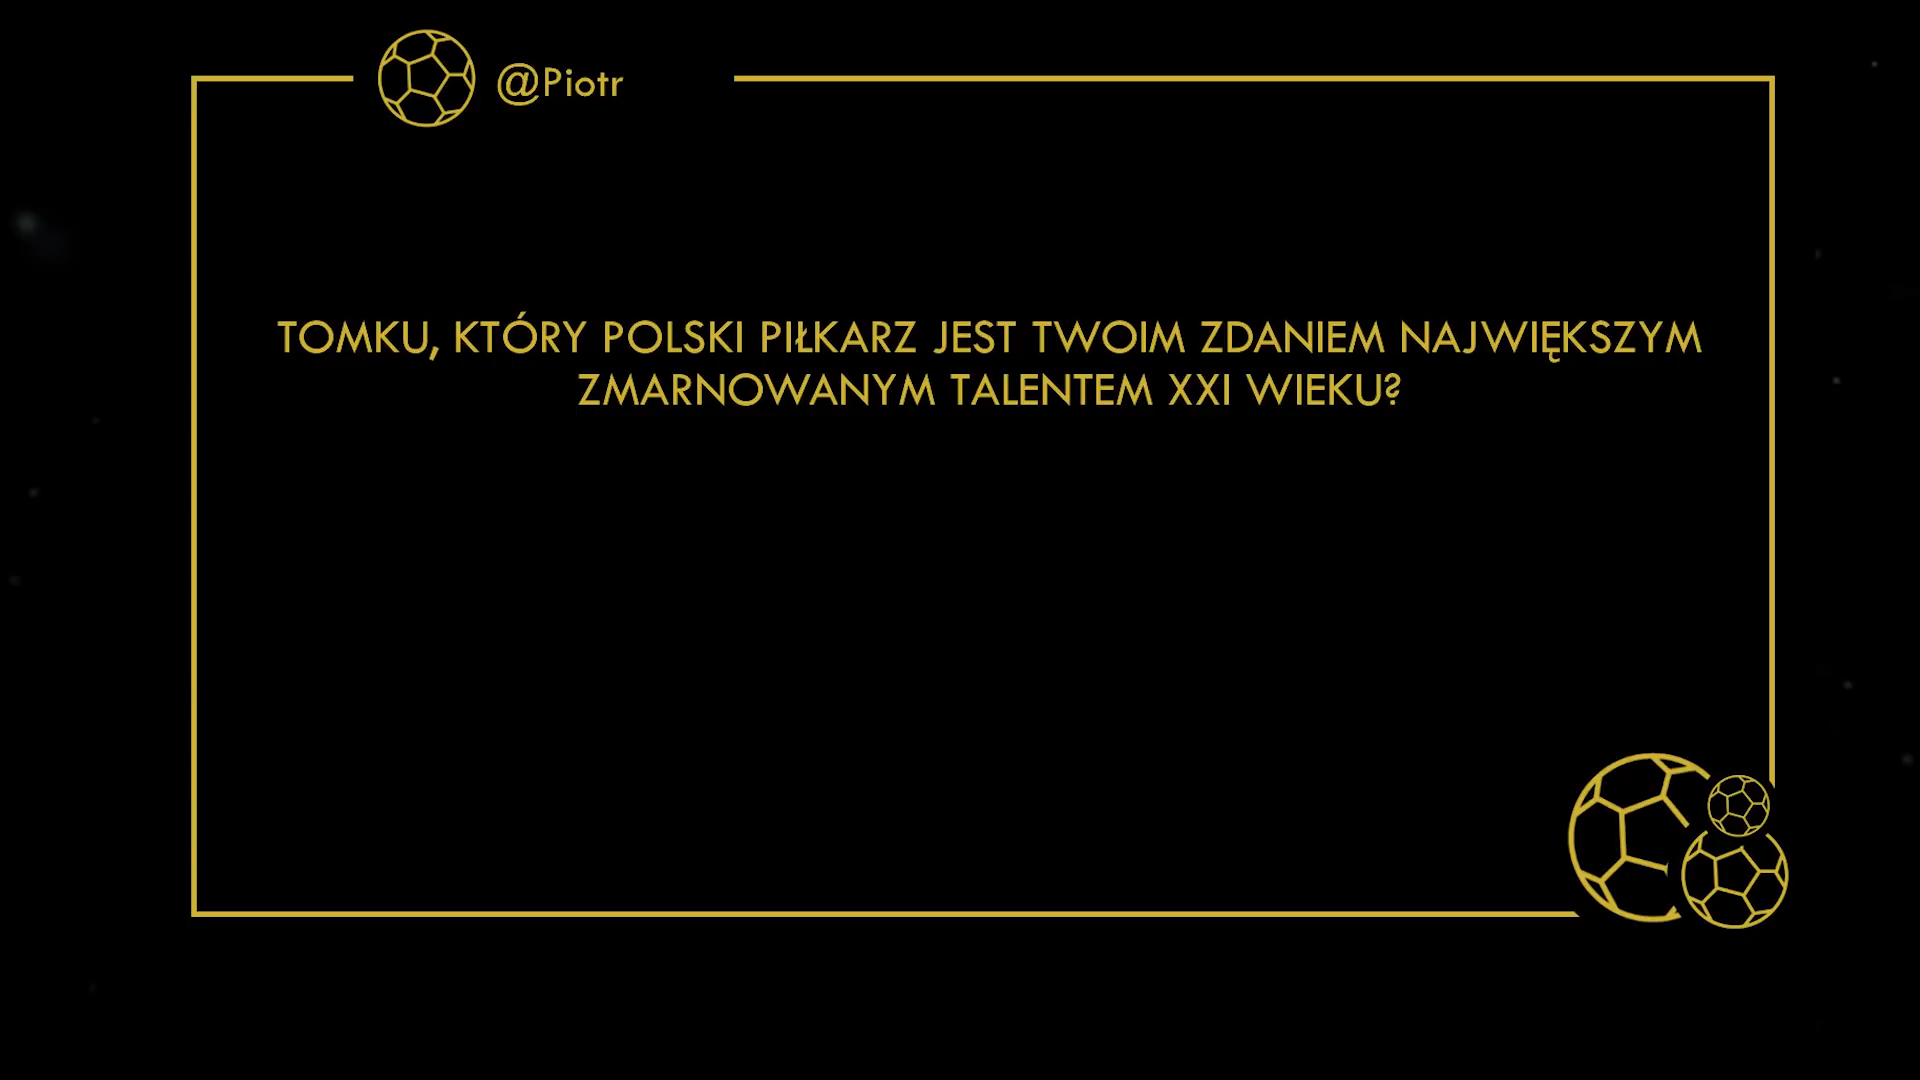 @Piotr
TOMKU, KTÓRY POLSKI PIŁKARZ JEST TWOIM ZDANIEM NAJWIĘKSZYM
ZMARNOWANYM TALENTEM XXI WIEKU?